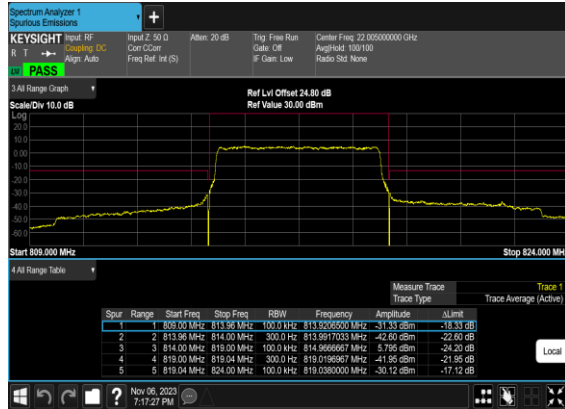 Spectrum Analyzer 1
Spurious Emissions
+
KEYSIGHT Input: RF Input Z: 50 Ω Atten: 20 dB Trig: Free Run Center Freq: 22.005000000 GHz
R T Coupling: DC Corr CCorr Gate: Off Avg|Hold: 100/100
Align: Auto Freq Ref: Int (S) IF Gain: Low Radio Std: None
PASS
3 All Range Graph Ref Lvl Offset 24.80 dB
Scale/Div 10.0 dB Ref Value 30.00 dBm
Log
20.0
10.0
0.00
-10.0
-20.0
-30.0
-40.0
-50.0
-60.0
Start 809.000 MHz Stop 824.000 MH
4 All Range Table
Measure Trace Trace 1
Trace Type Trace Average (Active)
Spur Range Start Freq Stop Freq RBW Frequency Amplitude ΔLimit
1 1 809.00 MHz 813.96 MHz 100.0 kHz 813.9206500 MHz -31.33 dBm -18.33 dB
2 2 813.96 MHz 814.00 MHz 300.0 Hz 813.9917033 MHz -42.60 dBm -22.60 dB
3 3 814.00 MHz 819.00 MHz 100.0 kHz 814.9666667 MHz 5.795 dBm -24.20 dB
4 4 819.00 MHz 819.04 MHz 300.0 Hz 819.0196967 MHz -41.95 dBm -21.95 dB
5 5 819.04 MHz 824.00 MHz 100.0 kHz 819.0380000 MHz -30.12 dBm -17.12 dB
Local
? Nov 06, 2023
7:17:27 PM